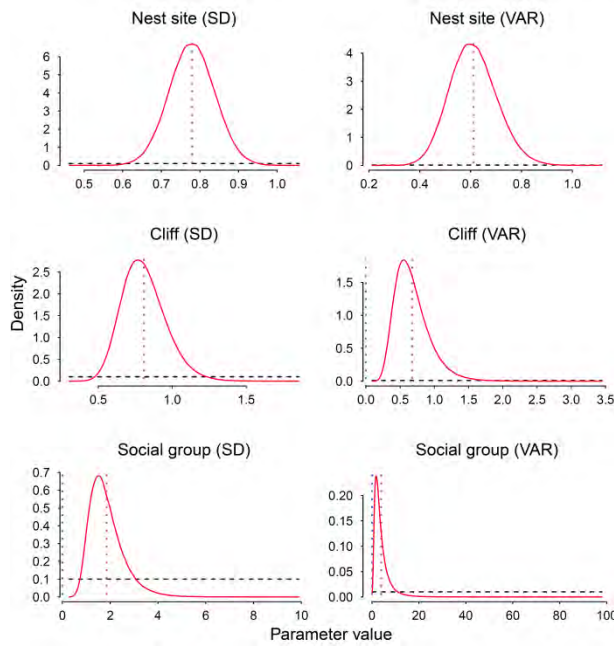 Nest site (SD)
6
5
4
3
2
1
0
0.5 0.6 0.7 0.8 0.9 1.0
Nest site (VAR)
4
3
2
1
0
0.2 0.4 0.6 0.8 1.0
Cliff (SD)
2.5
2.0
1.5
1.0
0.5
0.0
0.5 1.0 1.5
Cliff (VAR)
1.5
1.0
0.5
0.0
0.0 0.5 1.0 1.5 2.0 2.5 3.0 3.5
Density
Social group (SD)
0.7
0.6
0.5
0.4
0.3
0.2
0.1
0.0
0 2 4 6 8 10
Social group (VAR)
0.20
0.15
0.10
0.05
0.00
0 20 40 60 80 100
Parameter value